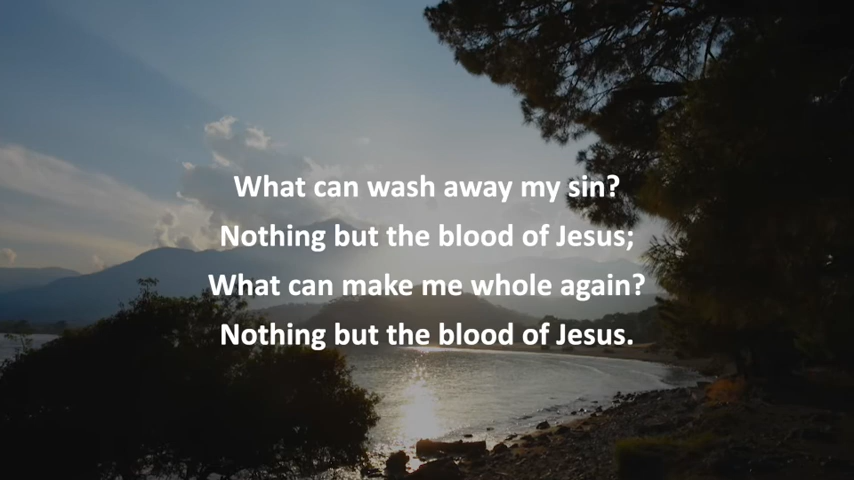 What can wash away my sin?
Nothing but the blood of Jesus;
What can make me whole again?
Nothing but the blood of Jesus.